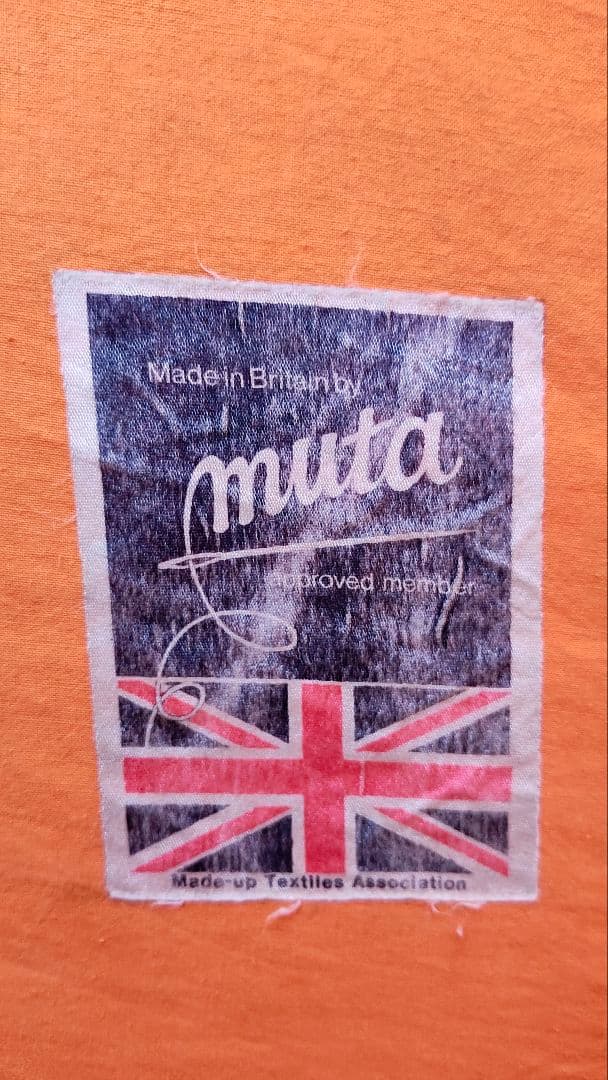 Made in Britain by
muta
approved member
Made-up Textiles Association